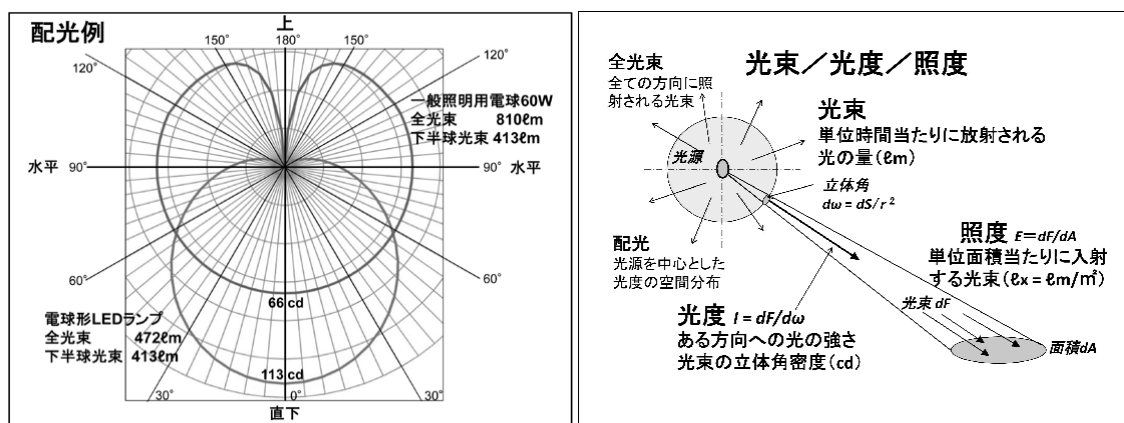 配光例
上
150° 180° 150°
120° 120°
一般照明用電球60W
全光束 810ℓm
下半球光束 413ℓm
水平 90° 90° 水平
60° 60°
66 cd
電球形LEDランプ
全光束 472ℓm
下半球光束 413ℓm
113 cd
30° 0° 30°
直下
光束／光度／照度
全光束
全ての方向に照
射される光束
光束
単位時間当たりに放射される
光の量(ℓm)
光源
立体角
dω = dS/r²
配光
光源を中心とした
光度の空間分布
照度 E＝dF/dA
単位面積当たりに入射
する光束(ℓx = ℓm/㎡)
光束 dF
光度 I = dF/dω
ある方向への光の強さ
光束の立体角密度(cd)
面積dA